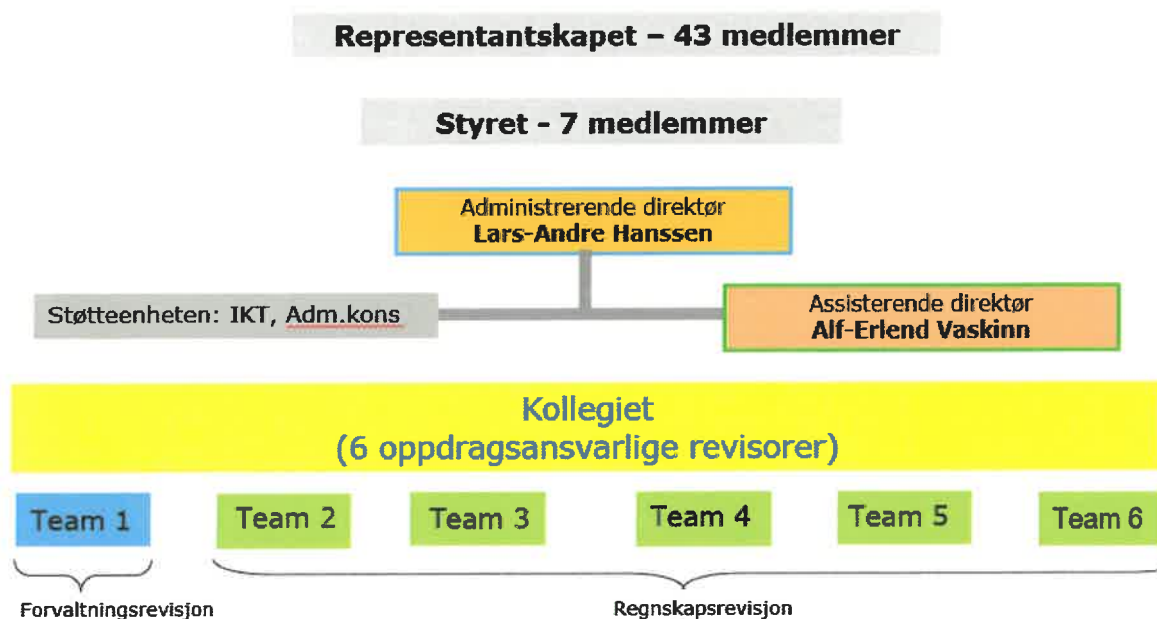 Representantskapet – 43 medlemmer
Styret - 7 medlemmer
Administrerende direktør
Lars-Andre Hanssen
Støtteenheten: IKT, Adm.kons
Assisterende direktør
Alf-Erlend Vaskinn
Kollegiet
(6 oppdragsansvarlige revisorer)
Team 1
Team 2
Team 3
Team 4
Team 5
Team 6
Forvaltningsrevisjon
Regnskapsrevisjon